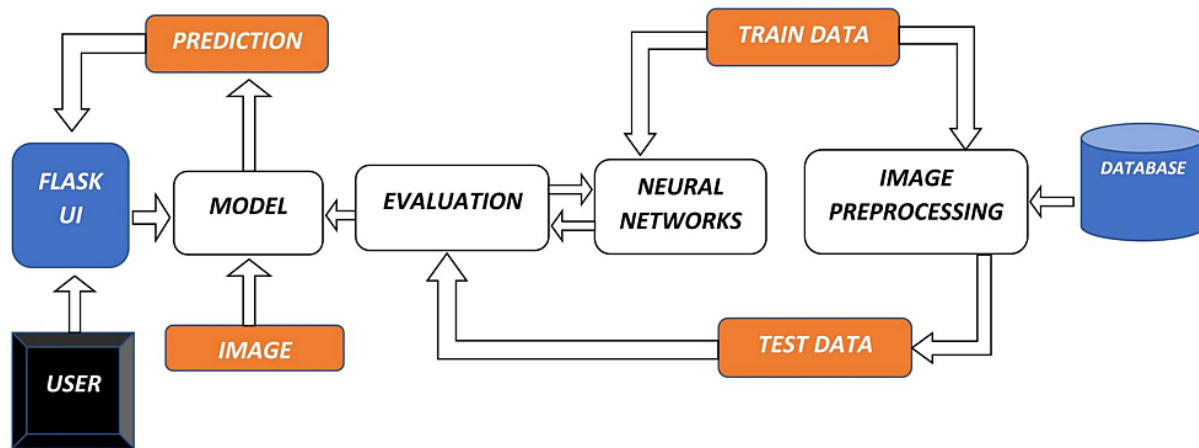 PREDICTION
TRAIN DATA
FLASK
UI
MODEL
EVALUATION
NEURAL
NETWORKS
IMAGE
PREPROCESSING
DATABASE
USER
IMAGE
TEST DATA